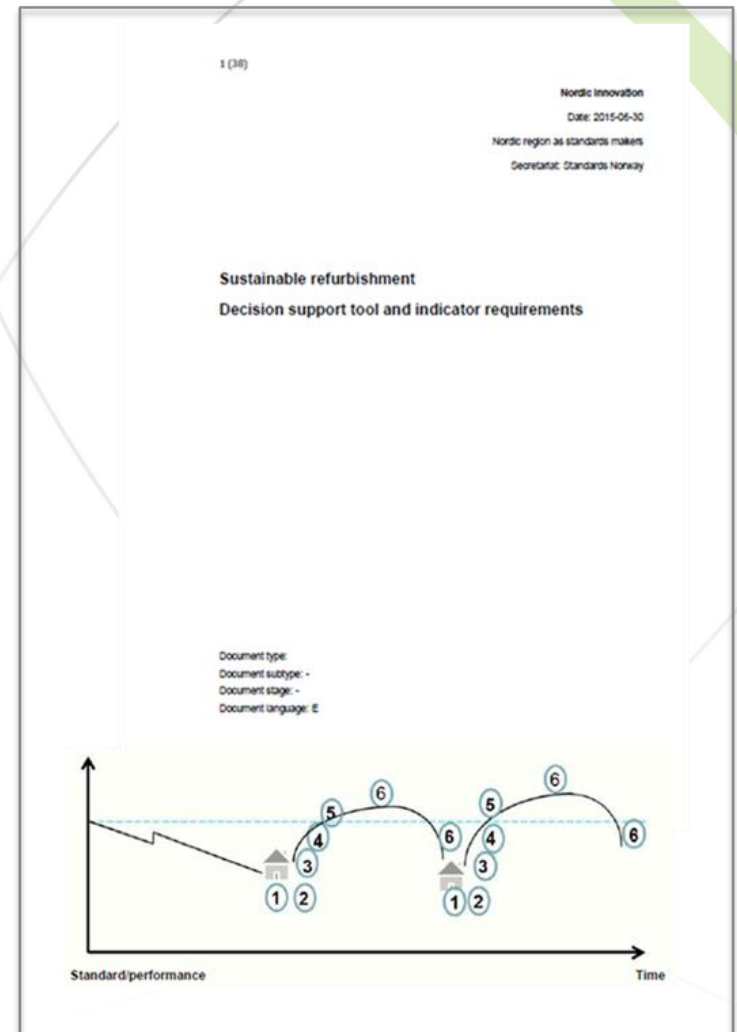 1 (38)
Nordic Innovation
Date: 2015-06-30
Nordic region as standards makers
Secretariat: Standards Norway
Sustainable refurbishment
Decision support tool and indicator requirements
Document type:
Document subtype: -
Document stage: -
Document language: E
6
6
5
5
4
6
4
6
3
3
1 2
1 2
Standard/performance
Time